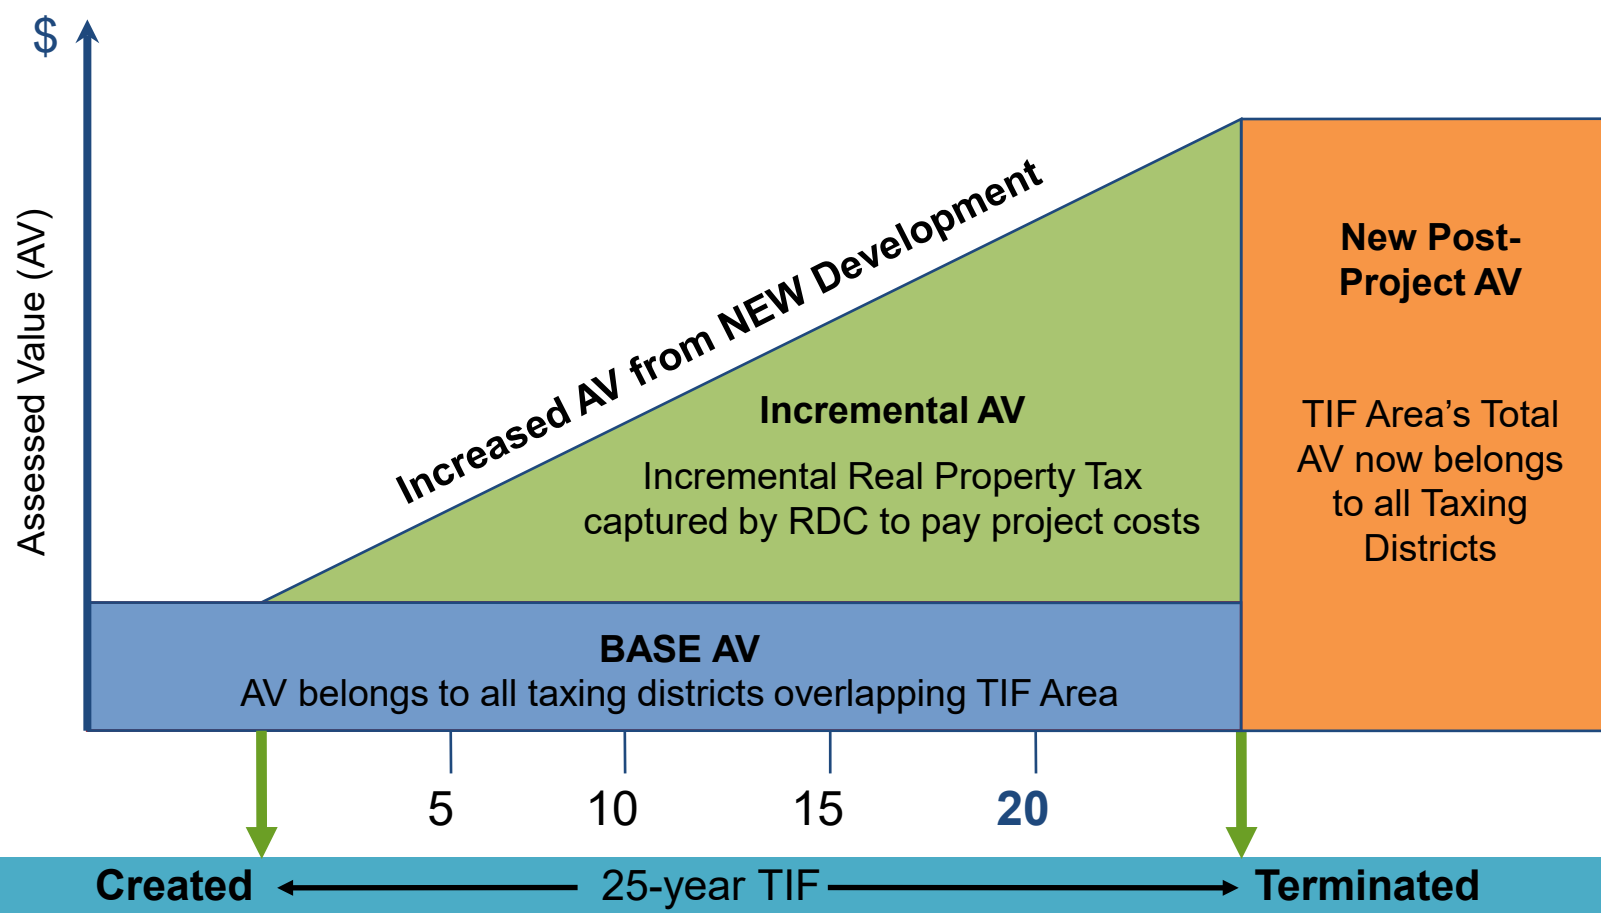 $
Assessed Value (AV)
Increased AV from NEW Development
Incremental AV
Incremental Real Property Tax
captured by RDC to pay project costs
New Post-
Project AV
TIF Area’s Total
AV now belongs
to all Taxing
Districts
BASE AV
AV belongs to all taxing districts overlapping TIF Area
5 10 15 20
Created 25-year TIF Terminated